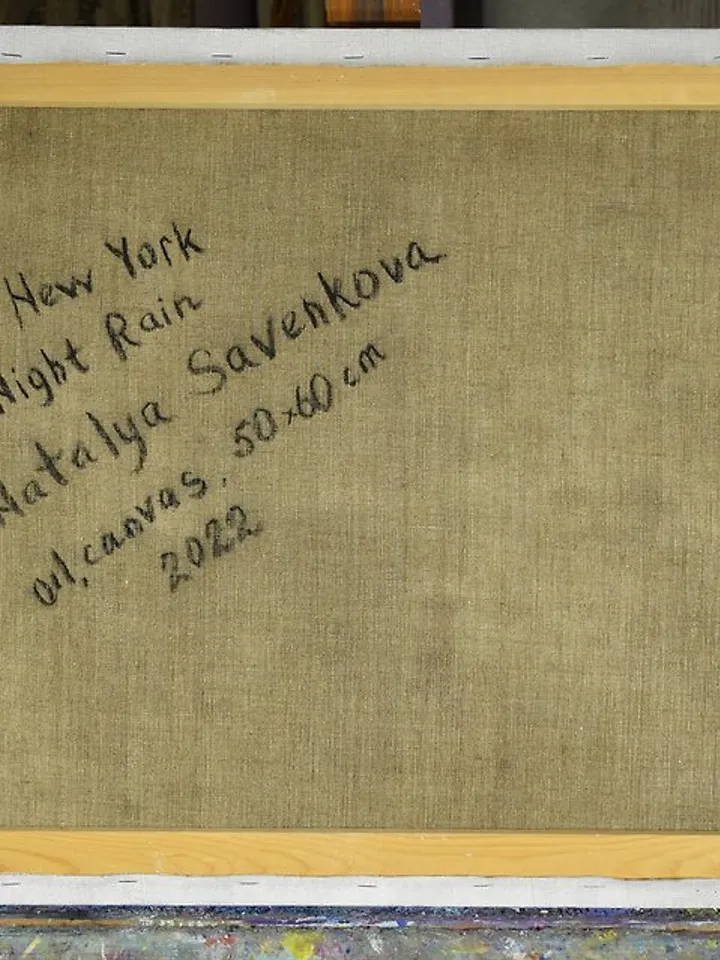 New York
Night Rain
Natalya Savenkova
oil, canvas, 50x60 cm
2022